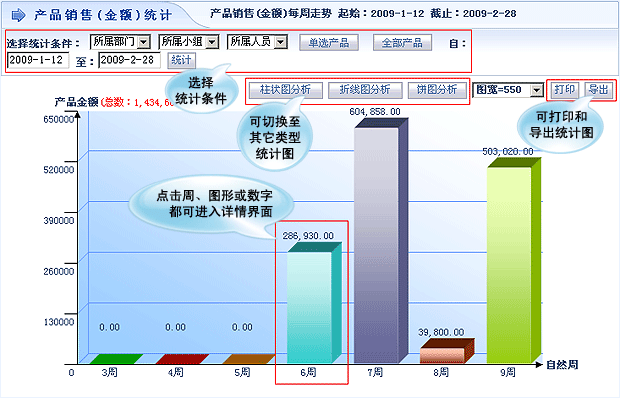 产品销售(金额)统计
产品销售(金额)每周走势 起始：2009-1-12 截止：2009-2-28
选择统计条件： 所属部门 所属小组 所属人员 单选产品 全部产品 自：
2009-1-12 至： 2009-2-28 统计
选择
统计条件
柱状图分析 折线图分析 饼图分析 图宽=550 打印 导出
可切换至
其它类型
统计图
可打印和
导出统计图
产品金额(总数：1,434,6
650000
520000
390000
260000
130000
0
点击周、图形或数字
都可进入详情界面
0.00
0.00
0.00
286,930.00
604,858.00
39,800.00
503,020.00
3周 4周 5周 6周 7周 8周 9周
自然周